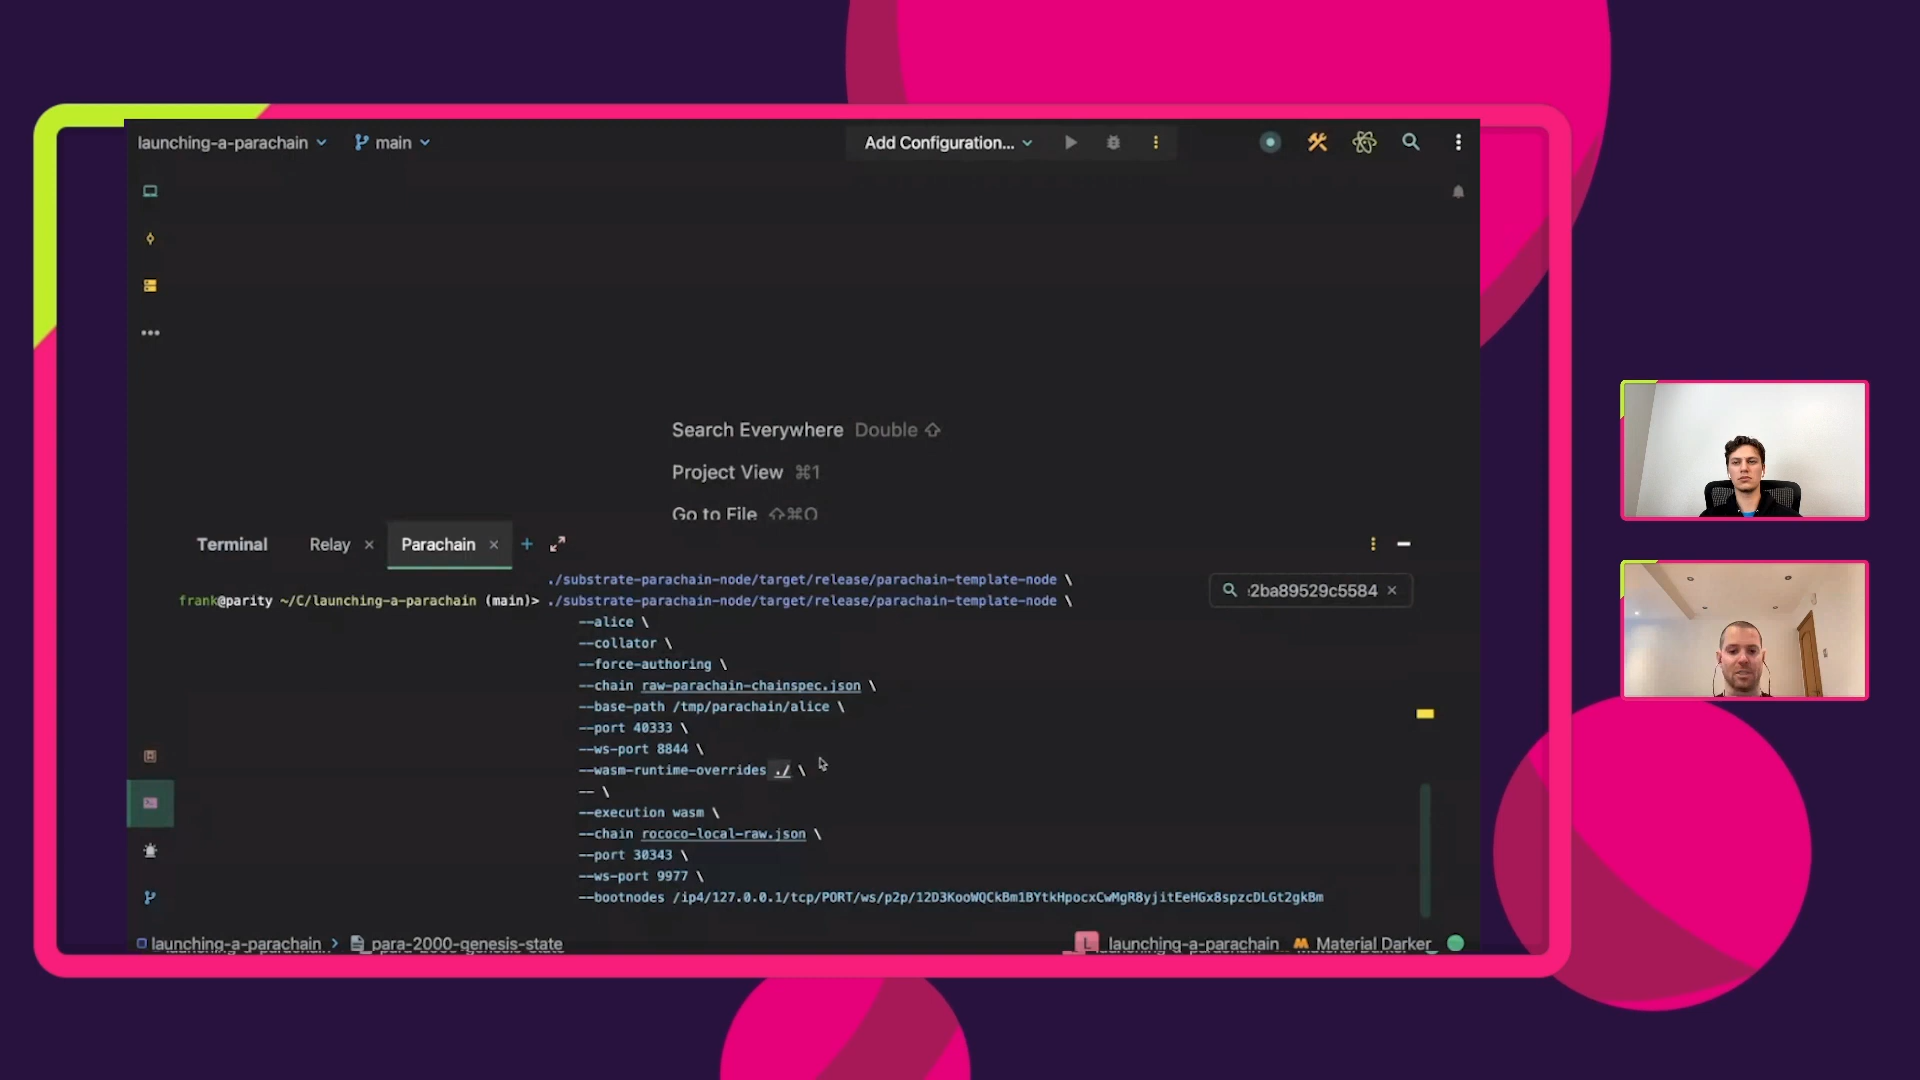 launching-a-parachain
main
Add Configuration...
Search Everywhere Double ⇧
Project View ⌘1
Go to File ⇧⌘O
Terminal
Relay ×
Parachain ×
./substrate-parachain-node/target/release/parachain-template-node \
frank@parity ~/C/launching-a-parachain (main)> ./substrate-parachain-node/target/release/parachain-template-node \
2ba89529c5584 ×
--alice \
--collator \
--force-authoring \
--chain raw-parachain-chainspec.json \
--base-path /tmp/parachain/alice \
--port 40333 \
--ws-port 8844 \
--wasm-runtime-overrides ./ \
-- \
--execution wasm \
--chain rococo-local-raw.json \
--port 30343 \
--ws-port 9977 \
--bootnodes /ip4/127.0.0.1/tcp/PORT/ws/p2p/12D3KooWQCkBm1BYtkHpocxCwMgR8yjitEeHGx8spzcDLGt2gkBm
launching-a-parachain > para-2000-genesis-state
L launching-a-parachain Material Darker